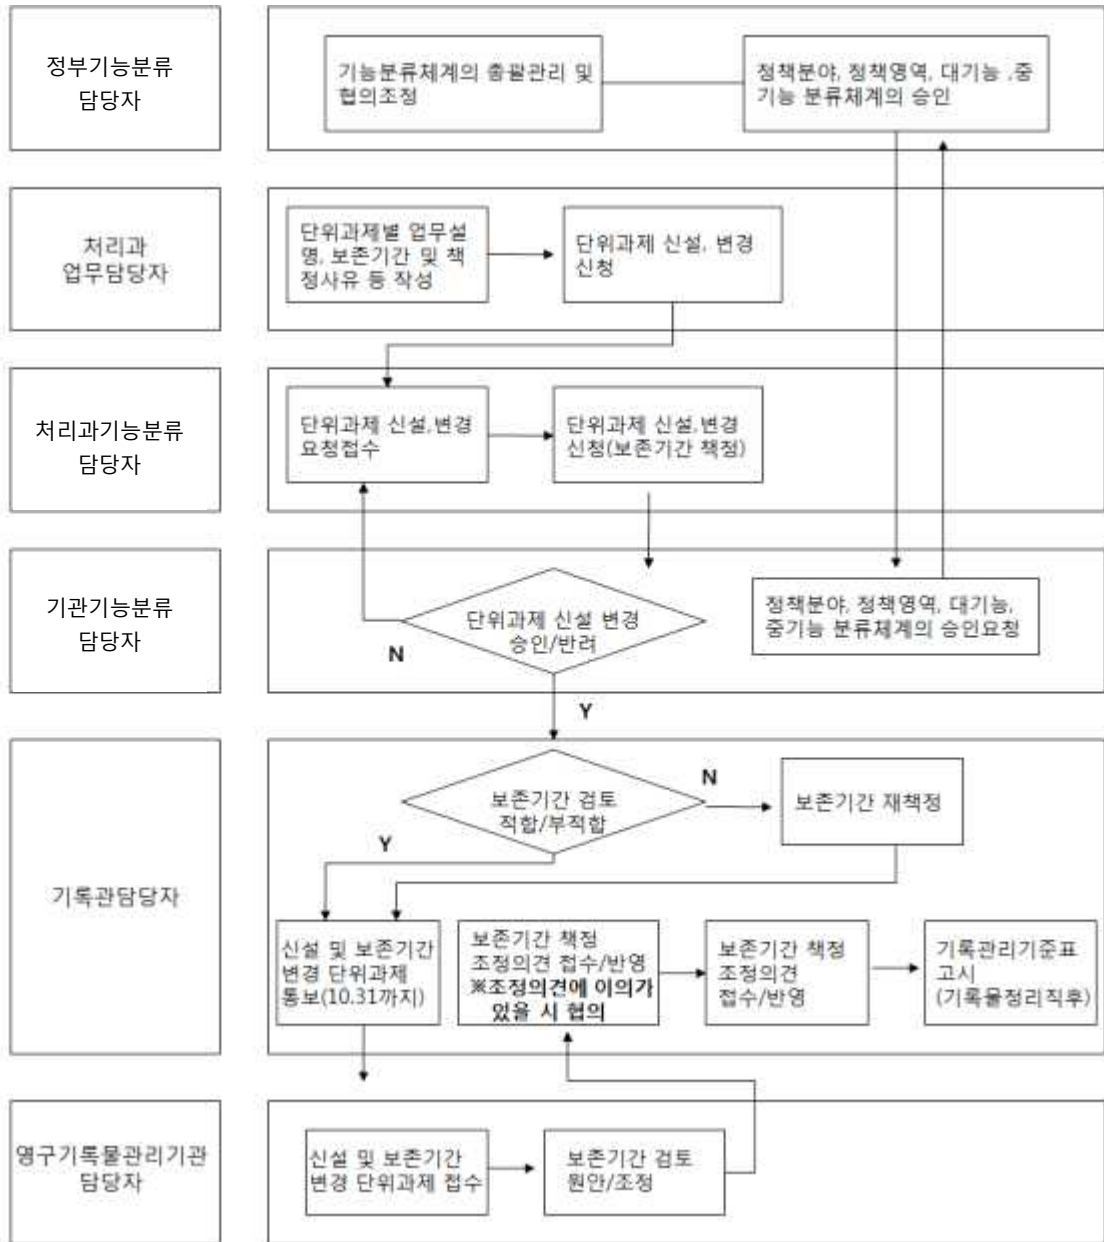 정부기능분류
담당자
기능분류체계의 총괄관리 및
협의조정
정책분야, 정책영역, 대기능 ,중
기능 분류체계의 승인
처리과
업무담당자
단위과제별 업무설
명, 보존기간 및 책
정사유 등 작성
단위과제 신설, 변경
신청
처리과기능분류
담당자
단위과제 신설,변경
요청접수
단위과제 신설,변경
신청(보존기간 책정)
기관기능분류
담당자
단위과제 신설 변경
승인/반려
N
Y
정책분야, 정책영역, 대기능,
중기능 분류체계의 승인요청
기록관담당자
보존기간 검토
적합/부적합
N
Y
보존기간 재책정
신설 및 보존기간
변경 단위과제
통보(10.31까지)
보존기간 책정
조정의견 접수/반영
※조정의견에 이의가
있을 시 협의
보존기간 책정
조정의견
접수/반영
기록관리기준표
고시
(기록물정리직후)
영구기록물관리기관
담당자
신설 및 보존기간
변경 단위과제 접수
보존기간 검토
원안/조정